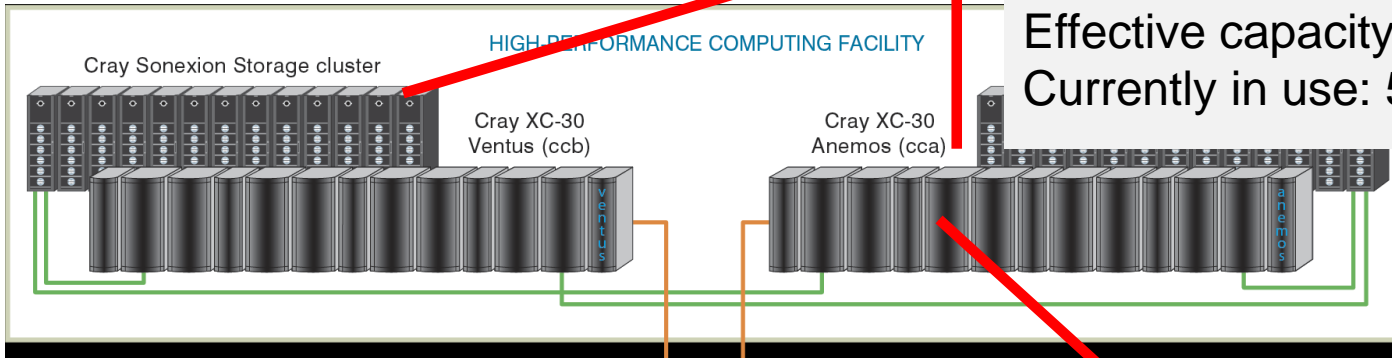 Effective capacity
Currently in use: 5
HIGH-PERFORMANCE COMPUTING FACILITY
Cray Sonexion Storage cluster
Cray XC-30
Ventus (ccb)
Cray XC-30
Anemos (cca)
ventus
anemos